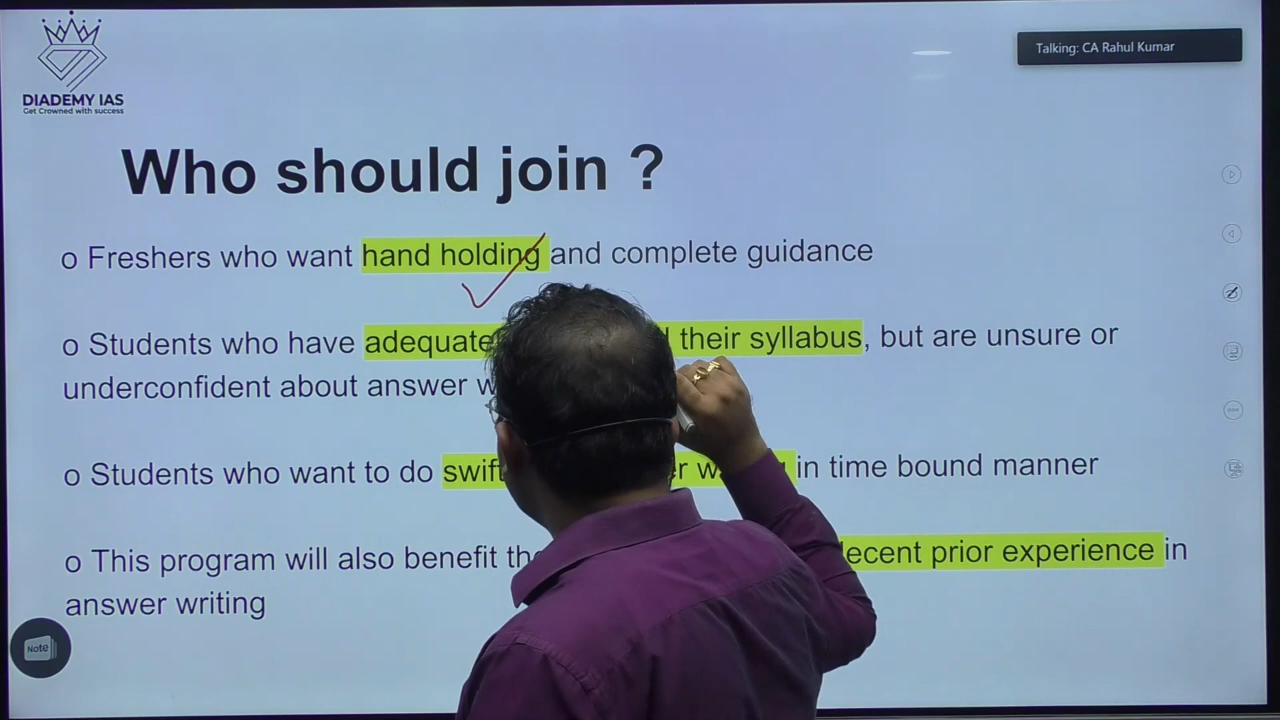 DIADEMY IAS
Get Crowned with success
Talking: CA Rahul Kumar
Who should join ?
o Freshers who want hand holding and complete guidance
o Students who have adequate their syllabus, but are unsure or
underconfident about answer
o Students who want to do in time bound manner
o This program will also benefit prior experience in
answer writing
Note